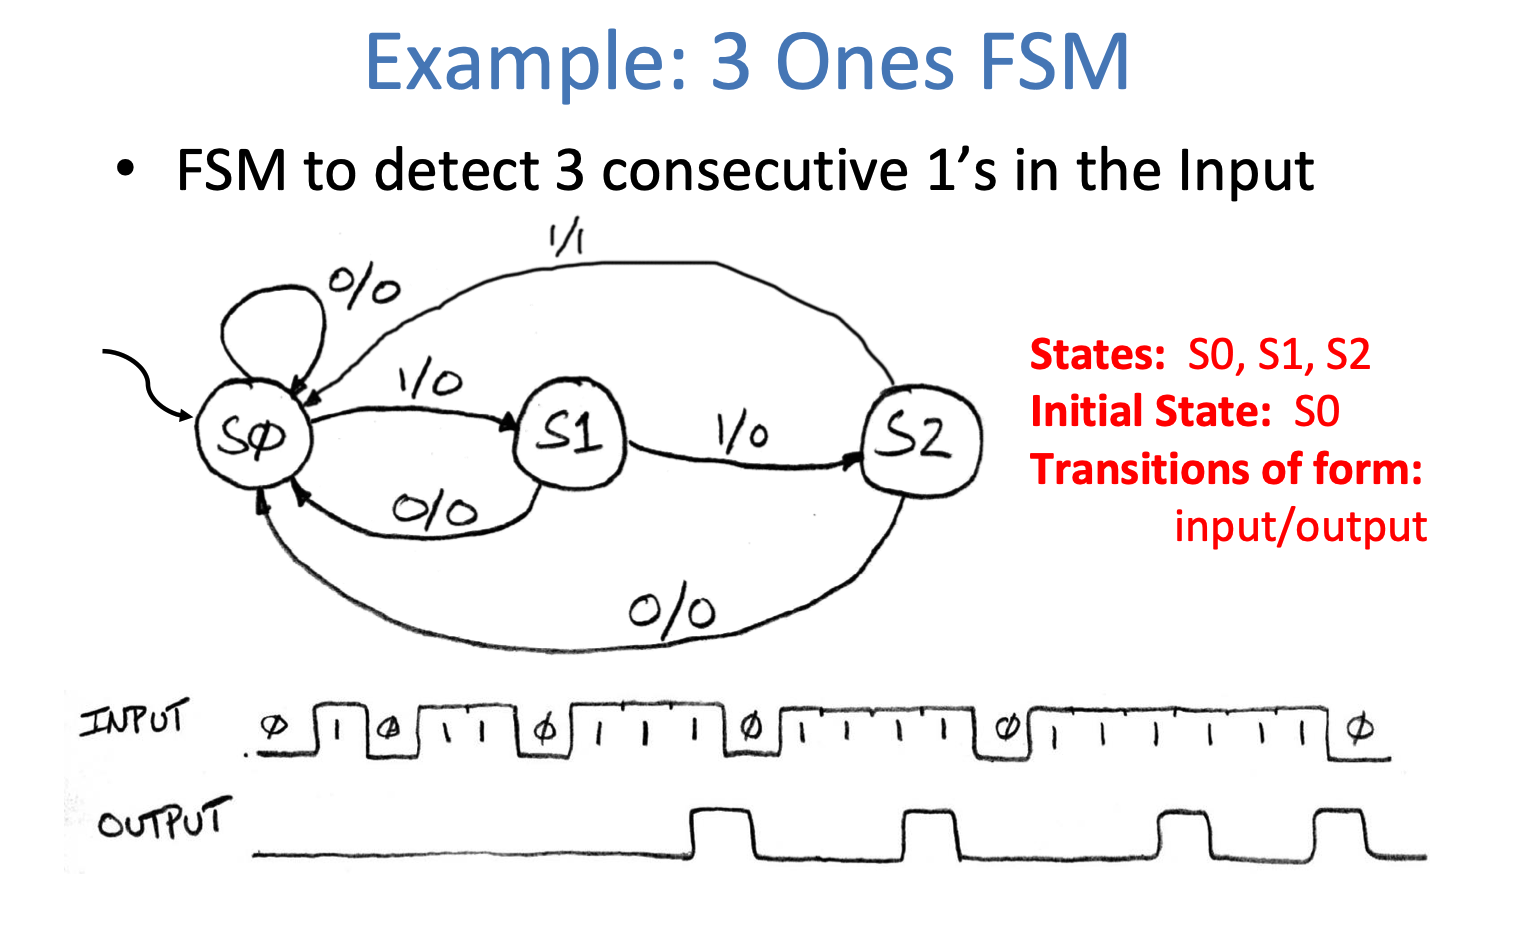 Example: 3 Ones FSM
• FSM to detect 3 consecutive 1’s in the Input
1/1
0/0
1/0
SØ
S1
1/0
S2
0/0
0/0
States: S0, S1, S2
Initial State: S0
Transitions of form:
input/output
INPUT Ø 1 Ø 1 1 Ø 1 1 1 Ø 1 1 1 1 Ø 1 1 1 1 1 1 Ø
OUTPUT